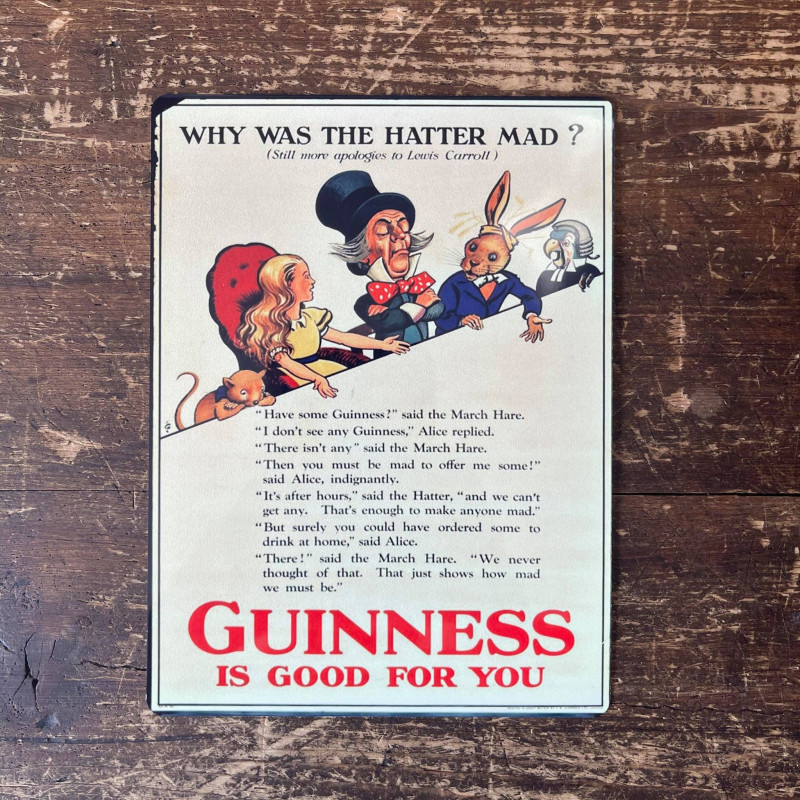 WHY WAS THE HATTER MAD?
(Still more apologies to Lewis Carroll)
"Have some Guinness?" said the March Hare.
"I don't see any Guinness," Alice replied.
"There isn't any" said the March Hare.
"Then you must be mad to offer me some!"
said Alice, indignantly.
"It's after hours," said the Hatter, "and we can't
get any. That's enough to make anyone mad."
"But surely you could have ordered some to
drink at home," said Alice.
"There!" said the March Hare. "We never
thought of that. That just shows how mad
we must be."
GUINNESS
IS GOOD FOR YOU